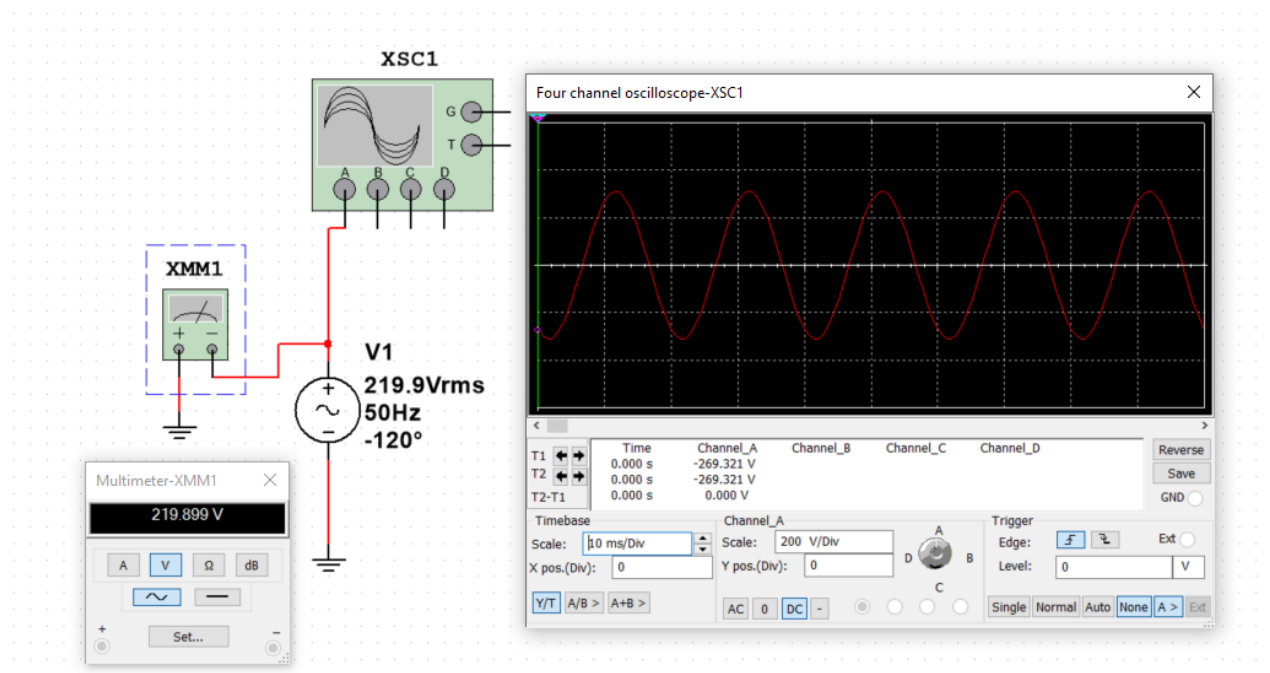 XSC1
G
T
A B C D
XMM1
+ −
V1
219.9Vrms
50Hz
-120°
+
−
Multimeter-XMM1
219.899 V
A V Ω dB
+ Set... −
Four channel oscilloscope-XSC1
Time Channel_A Channel_B Channel_C Channel_D
T1 0.000 s -269.321 V
T2 0.000 s -269.321 V
T2-T1 0.000 s 0.000 V
Reverse
Save
GND
Timebase
Scale: 10 ms/Div
X pos.(Div): 0
Y/T A/B > A+B >
Channel_A
Scale: 200 V/Div
Y pos.(Div): 0
AC 0 DC -
A
D B
C
Trigger
Edge: Ext
Level: 0 V
Single Normal Auto None A > Ext